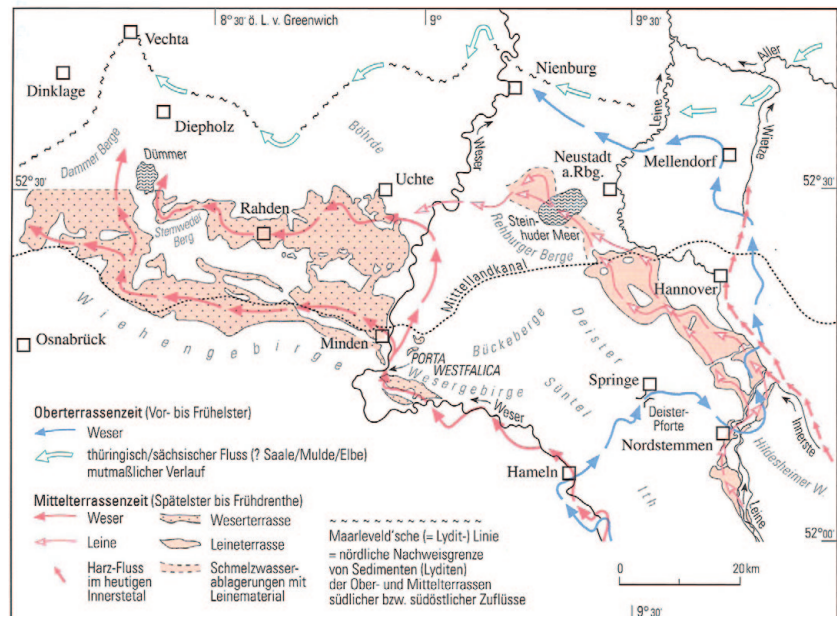 8° 30' ö. L. v. Greenwich
9°
9° 30'
Vechta
Aller
Nienburg
Dinklage
Leine
Diepholz
Böhrde
Weser
Wietze
Dammer Berge
Dümmer
Neustadt
a.Rbg.
Mellendorf
52°30'
52° 30'
Uchte
Rahden
Stemweder
Berg
Stein-
huder Meer
Rehburger Berge
Mittellandkanal
Hannover
Wiehengebirge
Osnabrück
Minden
Bückeberge
Deister
PORTA
WESTFALICA
Wesergebirge
Süntel
Springe
Weser
Deister-
Pforte
Innerste
Nordstemmen
Hildesheimer W.
Hameln
Ith
Leine
52° 00'
Oberterrassenzeit (Vor- bis Frühelster)
Weser
thüringisch/sächsischer Fluss (? Saale/Mulde/Elbe)
mutmaßlicher Verlauf
Mittelterrassenzeit (Spätelster bis Frühdrenthe)
Weser
Weserterrasse
Leine
Leineterrasse
Harz-Fluss
im heutigen
Innerstetal
Schmelzwasser-
ablagerungen mit
Leinematerial
Maarleveld'sche (= Lydit-) Linie
= nördliche Nachweisgrenze
von Sedimenten (Lyditen)
der Ober- und Mittelterrassen
südlicher bzw. südöstlicher Zuflüsse
0 20 km
9° 30'